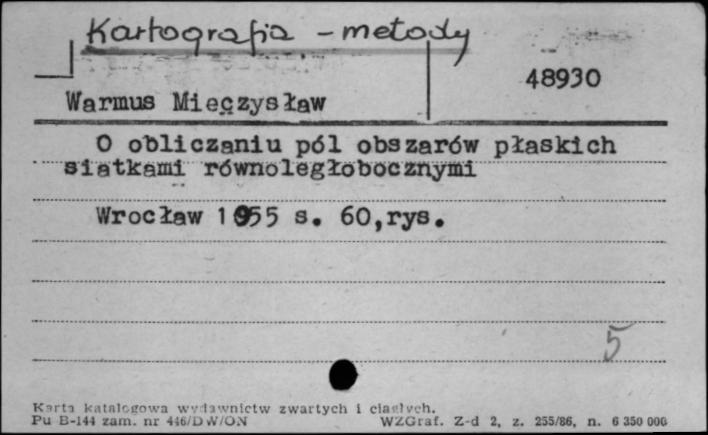 Kartografia - metody
48930
Warmus Mieczysław
O obliczaniu pól obszarów płaskich
siatkami równoległobocznymi
Wrocław 1955 s. 60,rys.
5
Karta katalogowa wydawnictw zwartych i ciągłych.
Pu B-144 zam. nr 446/DW/ON WZGraf. Z-d 2, z. 255/86, n. 6 350 000